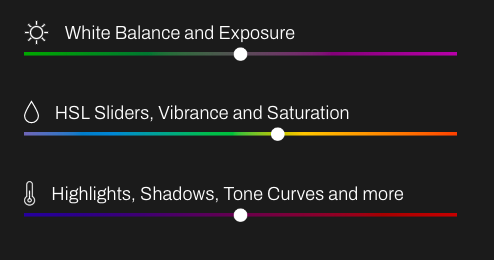 White Balance and Exposure
HSL Sliders, Vibrance and Saturation
Highlights, Shadows, Tone Curves and more